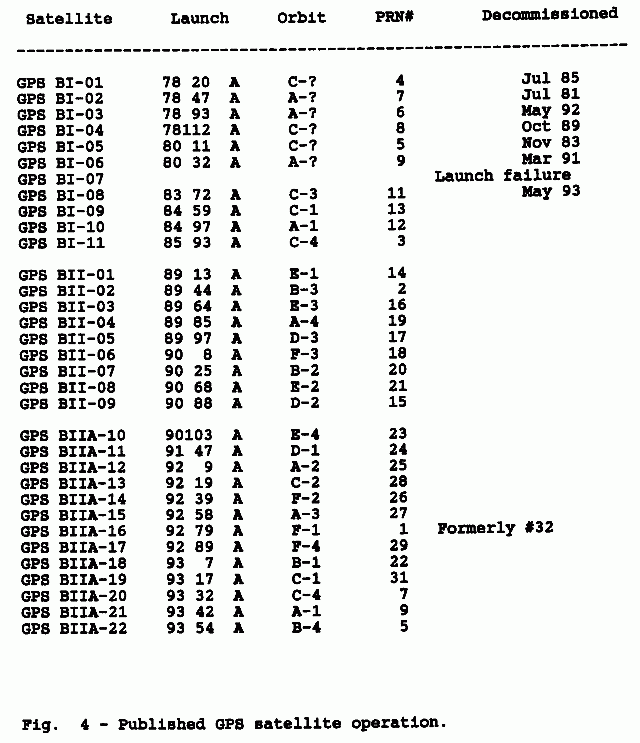 Satellite Launch Orbit PRN# Decommissioned
--------------------------------------------------------------
GPS BI-01 78 20 A C-? 4 Jul 85
GPS BI-02 78 47 A A-? 7 Jul 81
GPS BI-03 78 93 A A-? 6 May 92
GPS BI-04 78112 A C-? 8 Oct 89
GPS BI-05 80 11 A C-? 5 Nov 83
GPS BI-06 80 32 A A-? 9 Mar 91
GPS BI-07 Launch failure
GPS BI-08 83 72 A C-3 11 May 93
GPS BI-09 84 59 A C-1 13
GPS BI-10 84 97 A A-1 12
GPS BI-11 85 93 A C-4 3
GPS BII-01 89 13 A E-1 14
GPS BII-02 89 44 A B-3 2
GPS BII-03 89 64 A E-3 16
GPS BII-04 89 85 A A-4 19
GPS BII-05 89 97 A D-3 17
GPS BII-06 90 8 A F-3 18
GPS BII-07 90 25 A B-2 20
GPS BII-08 90 68 A E-2 21
GPS BII-09 90 88 A D-2 15
GPS BIIA-10 90103 A E-4 23
GPS BIIA-11 91 47 A D-1 24
GPS BIIA-12 92 9 A A-2 25
GPS BIIA-13 92 19 A C-2 28
GPS BIIA-14 92 39 A F-2 26
GPS BIIA-15 92 58 A A-3 27
GPS BIIA-16 92 79 A F-1 1 Formerly #32
GPS BIIA-17 92 89 A F-4 29
GPS BIIA-18 93 7 A B-1 22
GPS BIIA-19 93 17 A C-1 31
GPS BIIA-20 93 32 A C-4 7
GPS BIIA-21 93 42 A A-1 9
GPS BIIA-22 93 54 A B-4 5
Fig. 4 - Published GPS satellite operation.